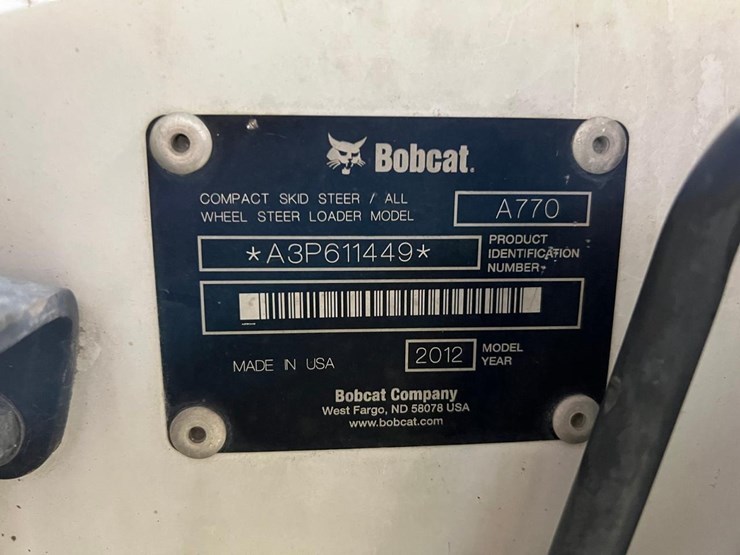 Bobcat.
COMPACT SKID STEER / ALL
WHEEL STEER LOADER MODEL
A770
*A3P611449*
PRODUCT
IDENTIFICATION
NUMBER
MADE IN USA
2012
MODEL
YEAR
Bobcat Company
West Fargo, ND 58078 USA
www.bobcat.com